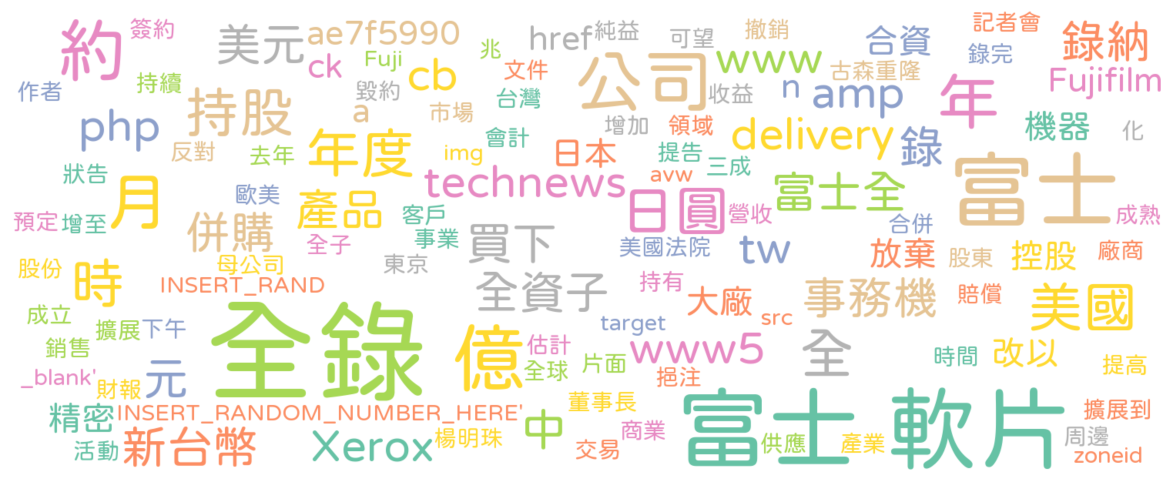 簽約
記者會
約
美元
ae7f5990
href
純益
可望
撤銷
合資
錄納
作者
持續
ck
Fuji
cb
兆
文件
公司
www
古森重隆
錄完
Fujifilm
毀約
台灣
收益
n
amp
年
php
持股
a
市場
增加
領域
delivery
錄
機器
化
反對
去年
年度
會計
img
日本
提告
三成
狀告
月
歐美
產品
technews
avw
日圓
富士全
富士
預定
增至
併購
全子
客戶
事業
買下
營收
合併
成熟
美國法院
tw
放棄
股東
控股
廠商
股份
時
母公司
東京
INSERT_RAND
全資子
持有
大廠
事務機
賠償
美國
成立
擴展
下午
全錄
億
target
src
銷售
估計
www5
全
時間
改以
提高
_blank'
財報
元
全球
片面
挹注
精密
INSERT_RANDOM_NUMBER_HERE'
董事長
富士
軟片
擴展到
新台幣
Xerox
楊明珠
中
商業
活動
交易
供應
產業
周邊
zoneid